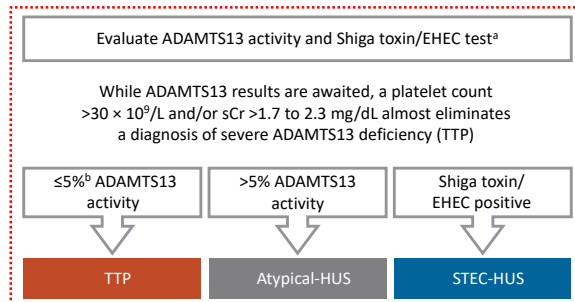 Evaluate ADAMTS13 activity and Shiga toxin/EHEC testᵃ
While ADAMTS13 results are awaited, a platelet count
>30 × 10⁹/L and/or sCr >1.7 to 2.3 mg/dL almost eliminates
a diagnosis of severe ADAMTS13 deficiency (TTP)
≤5%ᵇ ADAMTS13
activity
>5% ADAMTS13
activity
Shiga toxin/
EHEC positive
TTP
Atypical-HUS
STEC-HUS